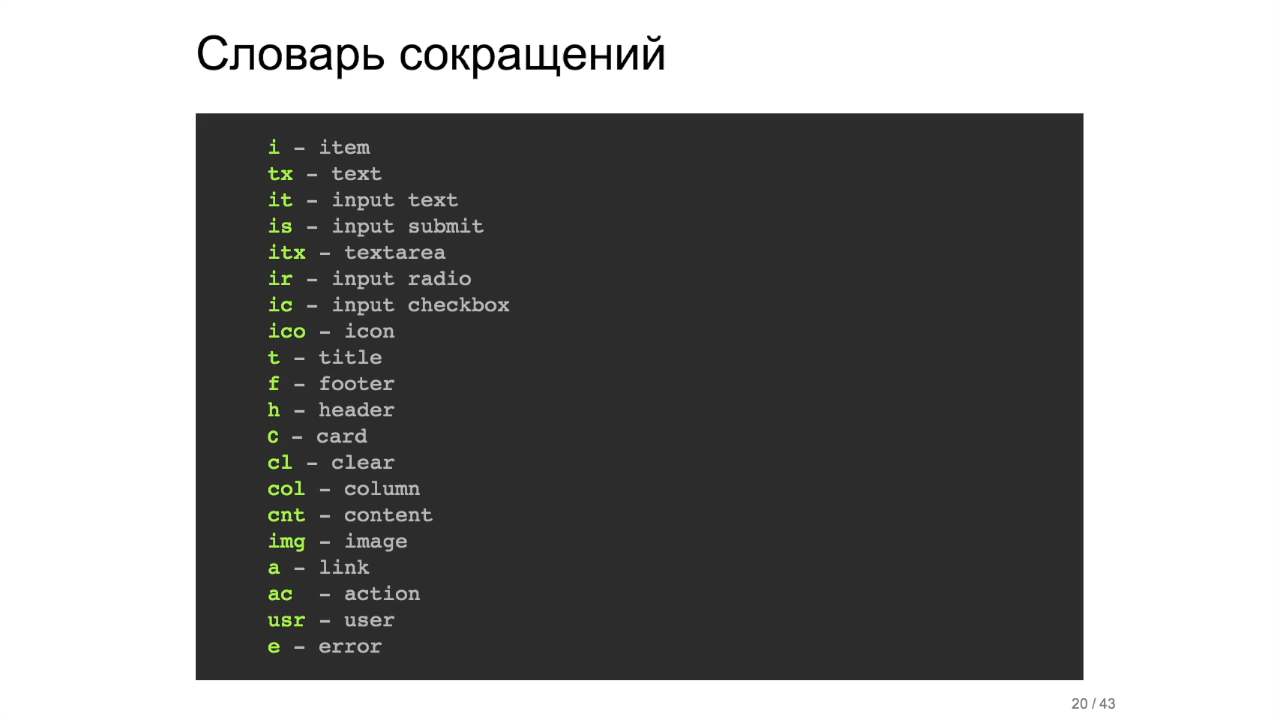 Словарь сокращений
i – item
tx – text
it – input text
is – input submit
itx – textarea
ir – input radio
ic – input checkbox
ico – icon
t – title
f – footer
h – header
С – card
cl – clear
col – column
cnt – content
img – image
a – link
ac  – action
usr – user
e – error
20 / 43